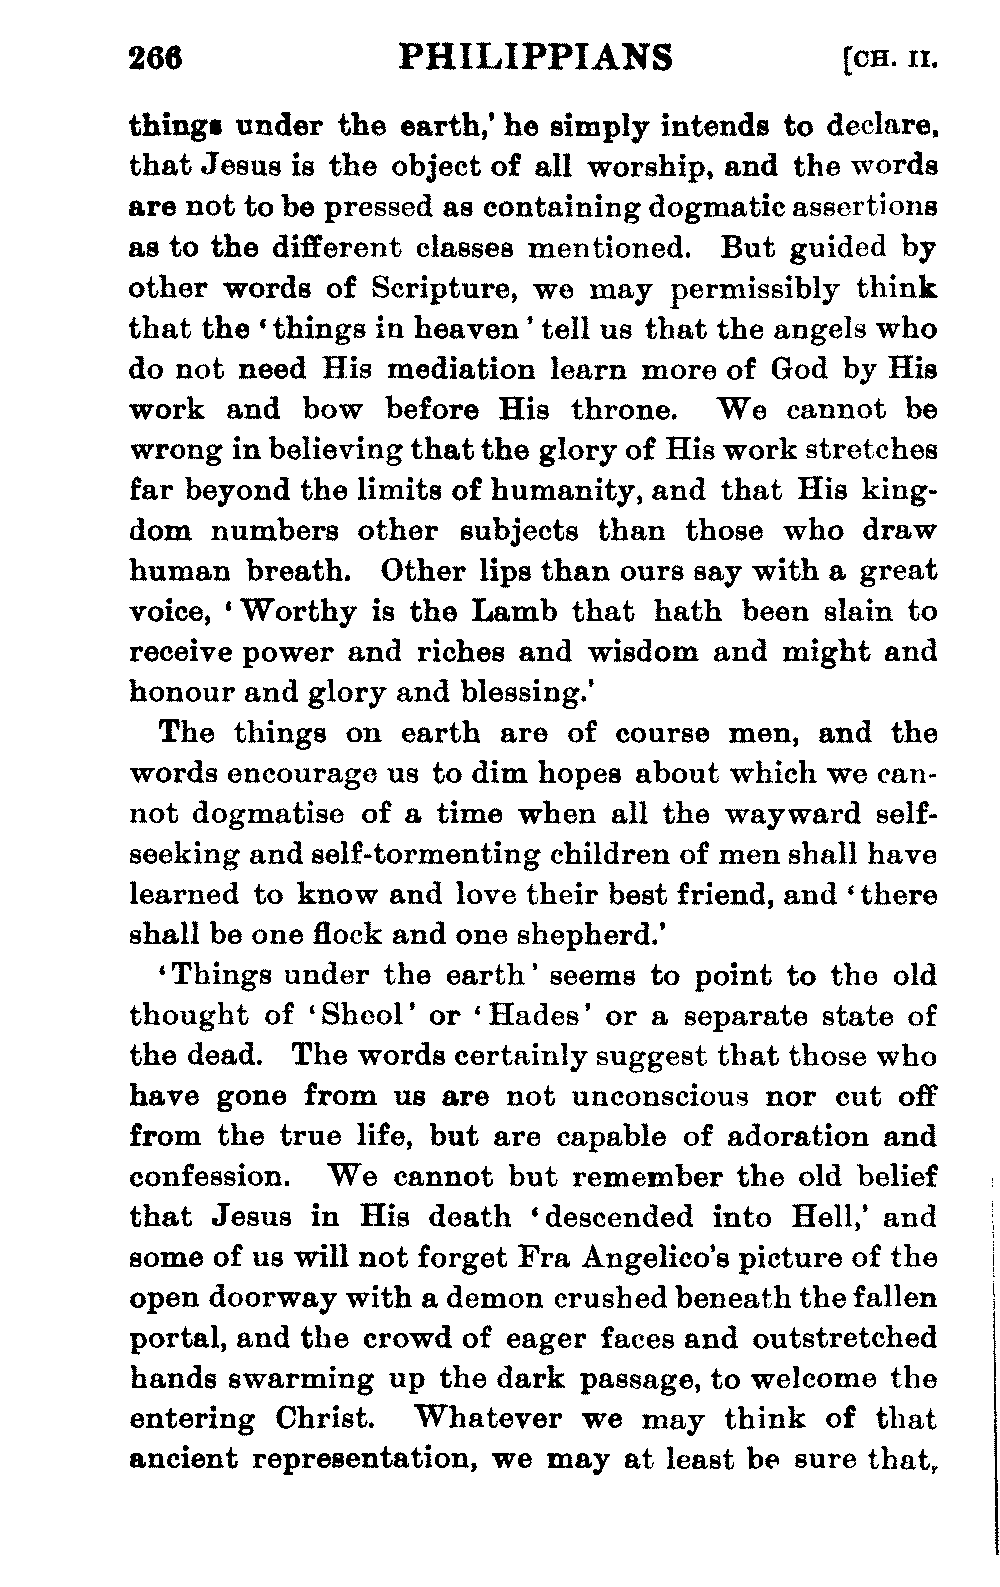 266 PHILIPPIANS [CH. II.
things under the earth,' he simply intends to declare,
that Jesus is the object of all worship, and the words
are not to be pressed as containing dogmatic assertions
as to the different classes mentioned. But guided by
other words of Scripture, we may permissibly think
that the 'things in heaven' tell us that the angels who
do not need His mediation learn more of God by His
work and bow before His throne. We cannot be
wrong in believing that the glory of His work stretches
far beyond the limits of humanity, and that His king-
dom numbers other subjects than those who draw
human breath. Other lips than ours say with a great
voice, 'Worthy is the Lamb that hath been slain to
receive power and riches and wisdom and might and
honour and glory and blessing.'
The things on earth are of course men, and the
words encourage us to dim hopes about which we can-
not dogmatise of a time when all the wayward self-
seeking and self-tormenting children of men shall have
learned to know and love their best friend, and 'there
shall be one flock and one shepherd.'
'Things under the earth' seems to point to the old
thought of 'Sheol' or 'Hades' or a separate state of
the dead. The words certainly suggest that those who
have gone from us are not unconscious nor cut off
from the true life, but are capable of adoration and
confession. We cannot but remember the old belief
that Jesus in His death 'descended into Hell,' and
some of us will not forget Fra Angelico's picture of the
open doorway with a demon crushed beneath the fallen
portal, and the crowd of eager faces and outstretched
hands swarming up the dark passage, to welcome the
entering Christ. Whatever we may think of that
ancient representation, we may at least be sure that,